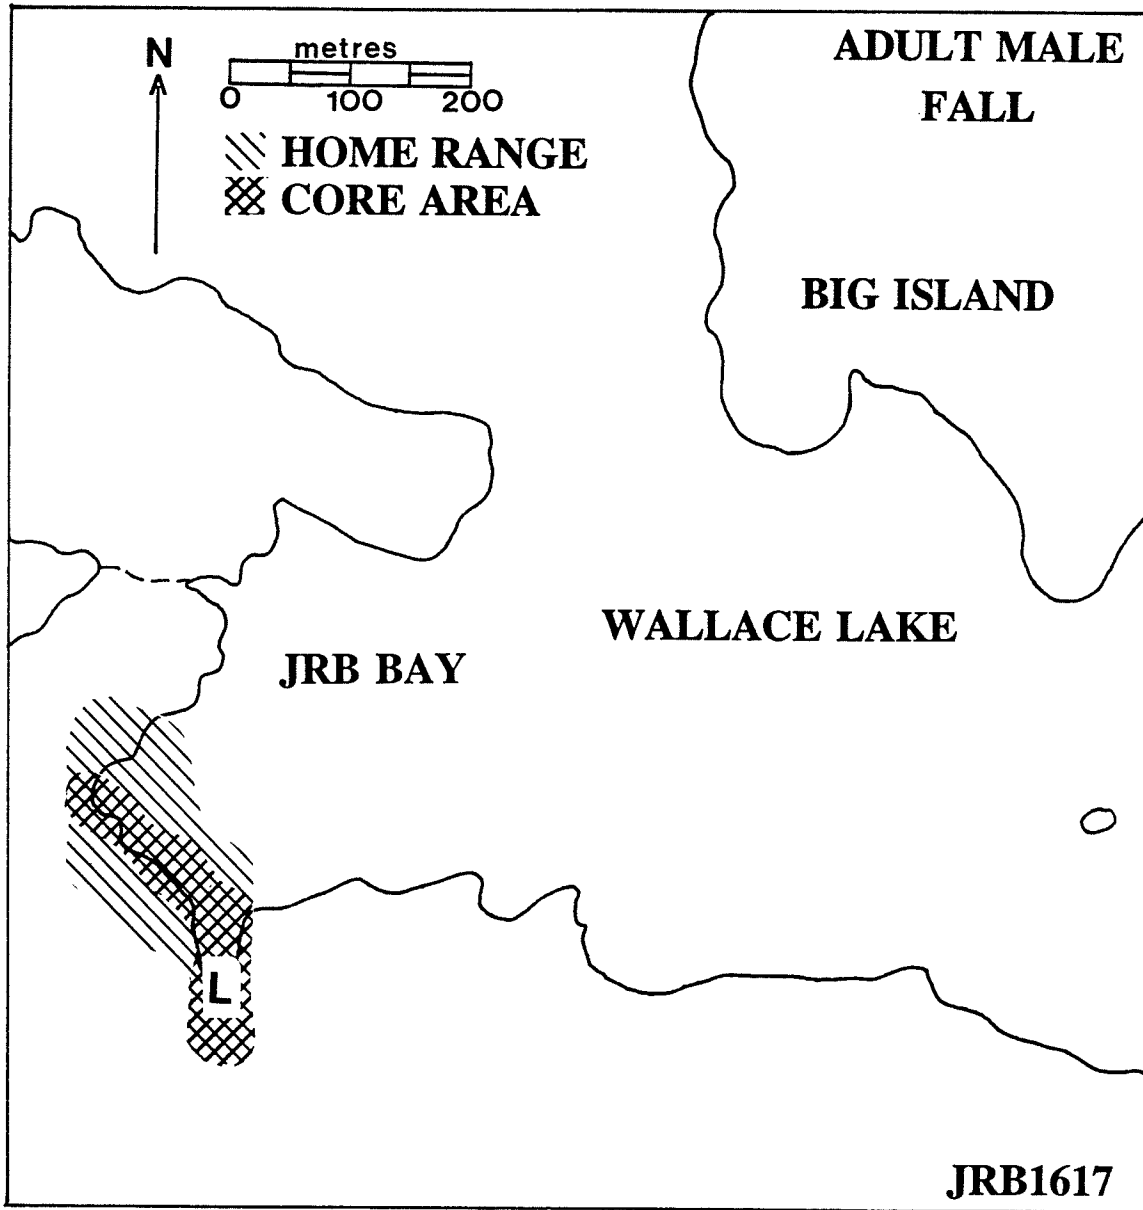 N
metres
0 100 200
HOME RANGE
CORE AREA
ADULT MALE
FALL
BIG ISLAND
WALLACE LAKE
JRB BAY
L
JRB1617